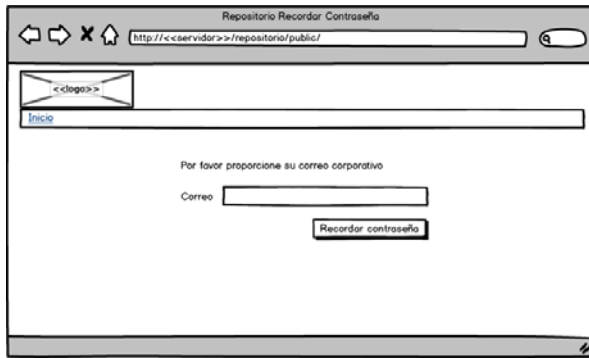 Repositorio Recordar Contraseña
http://<<servidor>>/repositorio/public/
<<logo>>
Inicio
Por favor proporcione su correo corporativo
Correo
Recordar contraseña